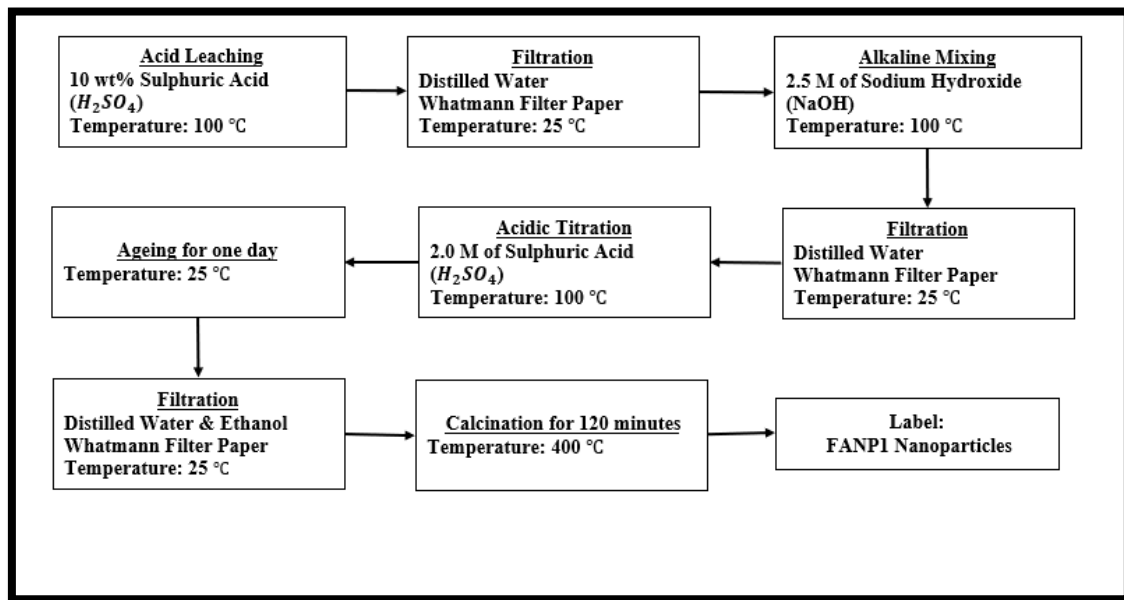 Acid Leaching
10 wt% Sulphuric Acid
(H₂SO₄)
Temperature: 100 °C
Filtration
Distilled Water
Whatmann Filter Paper
Temperature: 25 °C
Alkaline Mixing
2.5 M of Sodium Hydroxide
(NaOH)
Temperature: 100 °C
Filtration
Distilled Water
Whatmann Filter Paper
Temperature: 25 °C
Acidic Titration
2.0 M of Sulphuric Acid
(H₂SO₄)
Temperature: 100 °C
Ageing for one day
Temperature: 25 °C
Filtration
Distilled Water & Ethanol
Whatmann Filter Paper
Temperature: 25 °C
Calcination for 120 minutes
Temperature: 400 °C
Label:
FANP1 Nanoparticles